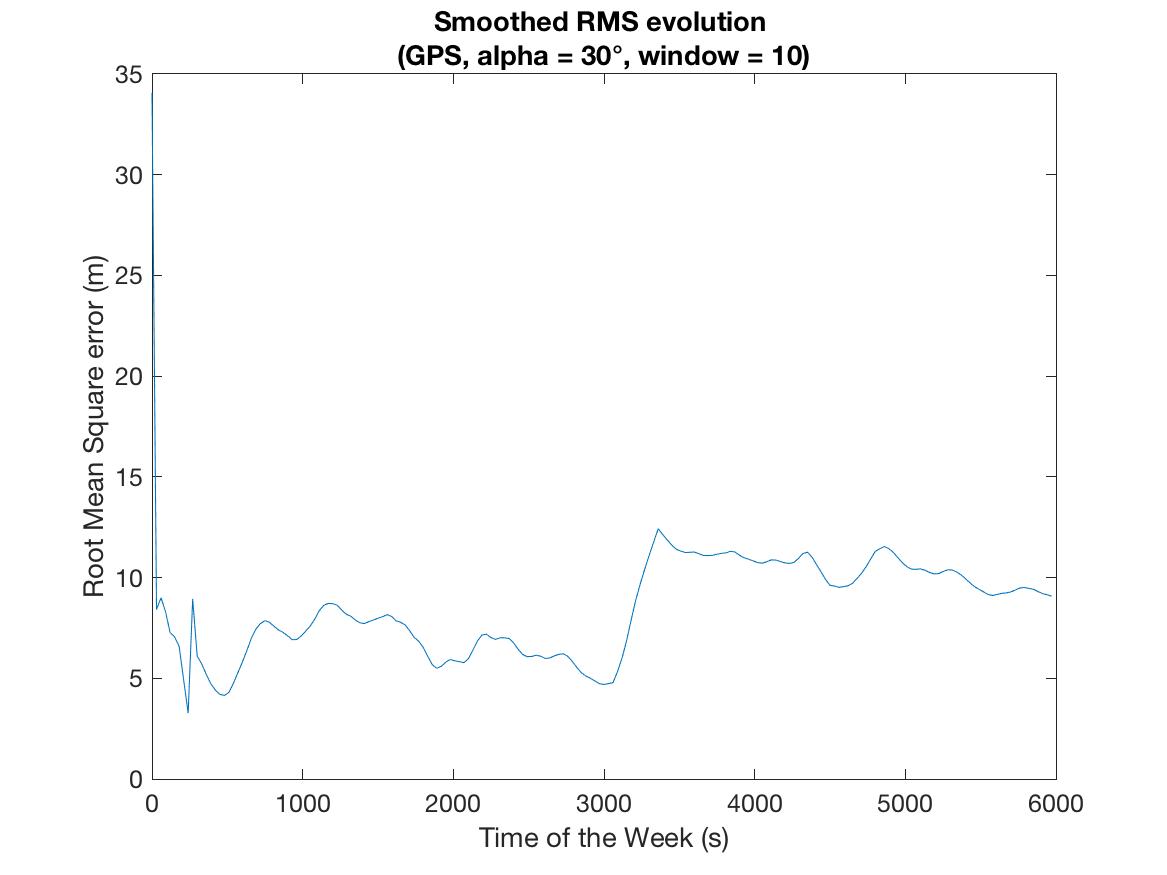 Smoothed RMS evolution
(GPS, alpha = 30°, window = 10)
35
30
25
20
15
10
5
0
Root Mean Square error (m)
0 1000 2000 3000 4000 5000 6000
Time of the Week (s)